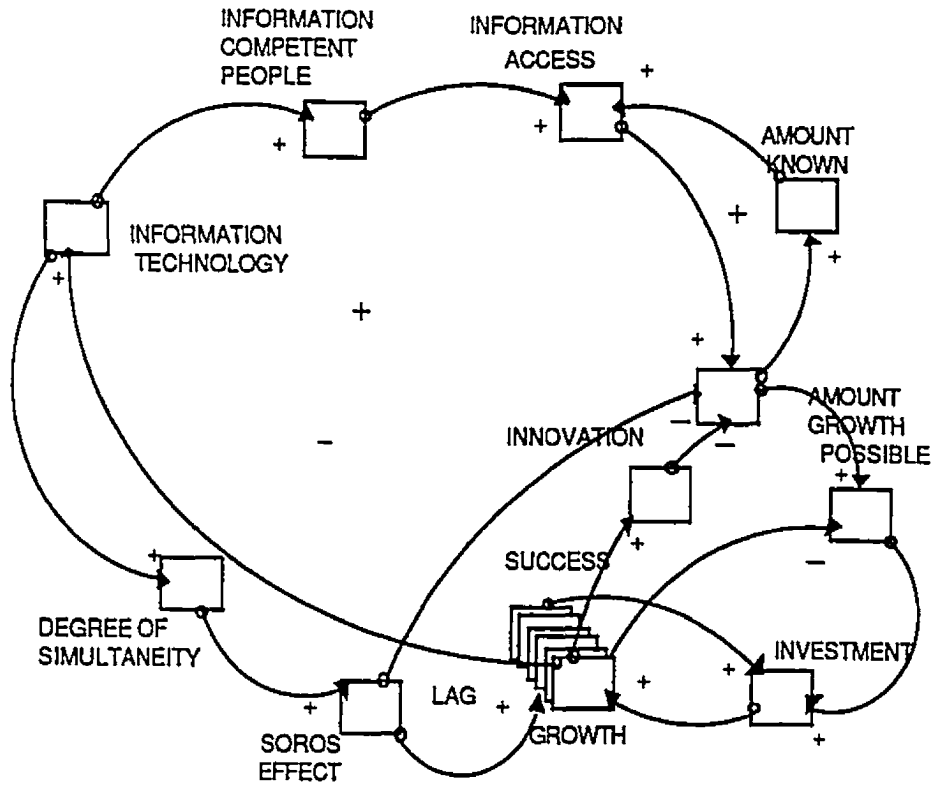 INFORMATION
COMPETENT
PEOPLE
INFORMATION
ACCESS
+
+
+
AMOUNT
KNOWN
INFORMATION
TECHNOLOGY
+
+
+
+
+
−
AMOUNT
GROWTH
POSSIBLE
+
INNOVATION
−
−
SUCCESS
+
−
+
DEGREE OF
SIMULTANEITY
INVESTMENT
+
+
+
LAG
+
+
SOROS
EFFECT
GROWTH